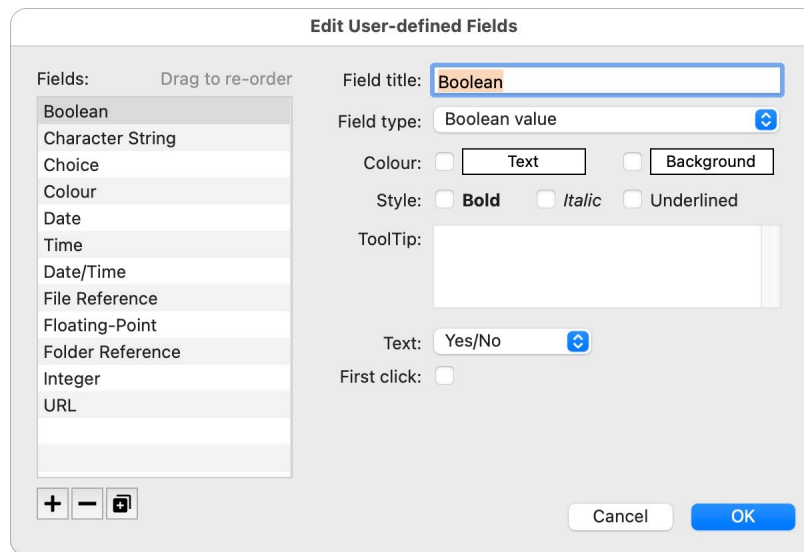 Edit User-defined Fields
Fields: Drag to re-order
Boolean
Character String
Choice
Colour
Date
Time
Date/Time
File Reference
Floating-Point
Folder Reference
Integer
URL
Field title: Boolean
Field type: Boolean value
Colour: Text Background
Style: Bold Italic Underlined
ToolTip:
Text: Yes/No
First click:
Cancel OK